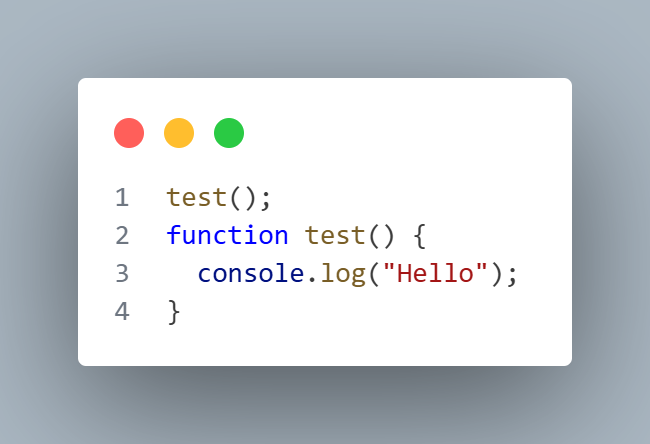 1 test();
2 function test() {
3   console.log("Hello");
4 }